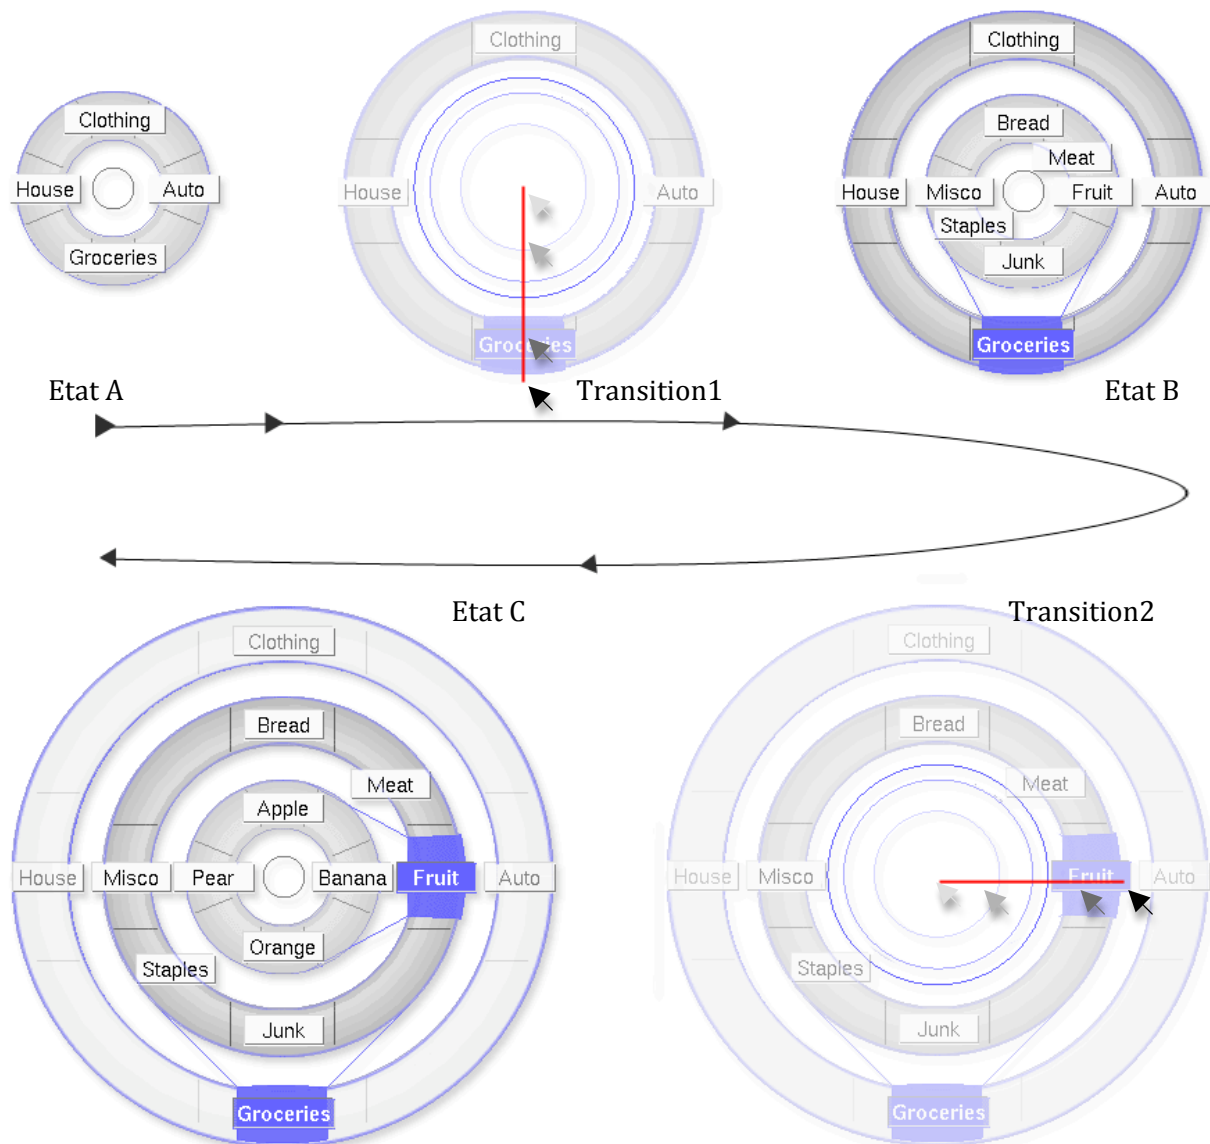 Clothing
House
Auto
Groceries
Etat A
Clothing
House
Auto
Groceries
Transition1
Clothing
Bread
Meat
House
Misco
Fruit
Auto
Staples
Junk
Groceries
Etat B
Etat C
Clothing
Bread
Meat
Apple
House
Misco
Pear
Banana
Fruit
Auto
Orange
Staples
Junk
Groceries
Transition2
Clothing
Bread
Meat
House
Misco
Fruit
Auto
Staples
Junk
Groceries